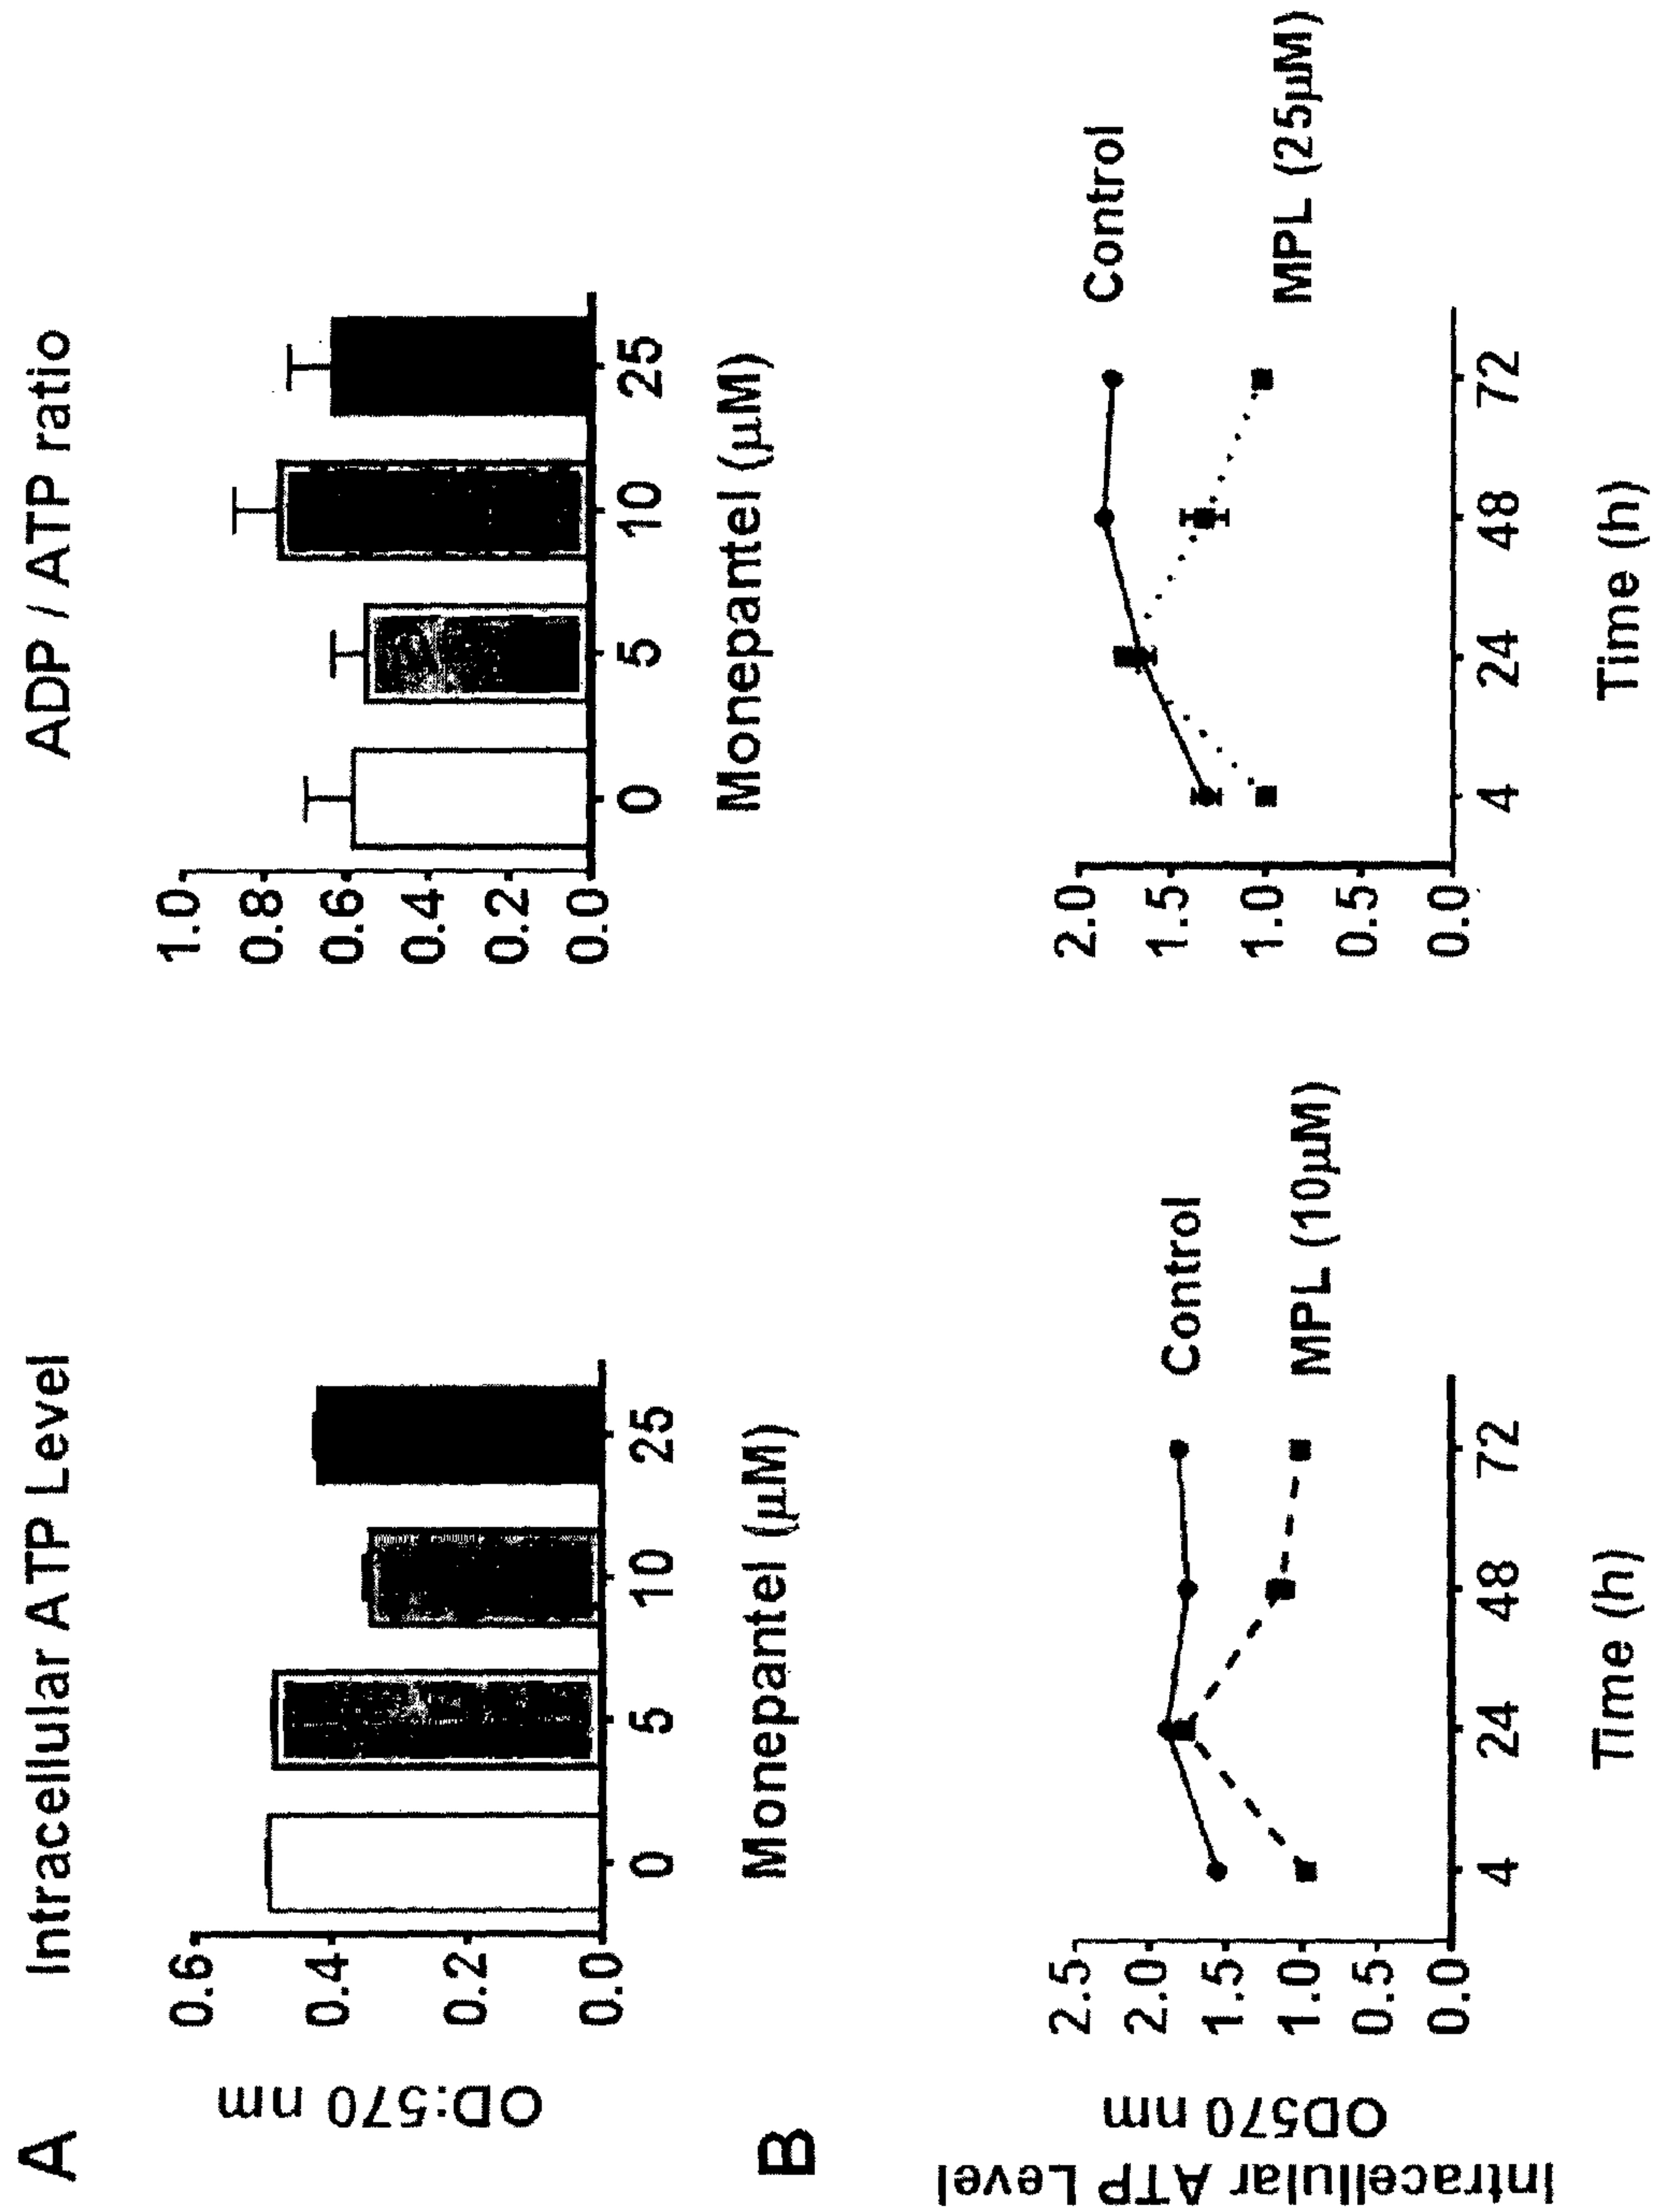 A
Intracellular ATP Level
ADP / ATP ratio
OD:570 nm
0.6
0.4
0.2
0.0
0 5 10 25
Monepantel (µM)
1.0
0.8
0.6
0.4
0.2
0.0
0 5 10 25
Monepantel (µM)
B
Intracellular ATP Level
OD570 nm
2.5
2.0
1.5
1.0
0.5
0.0
4 24 48 72
Time (h)
Control
MPL (10µM)
2.0
1.5
1.0
0.5
0.0
4 24 48 72
Time (h)
Control
MPL (25µM)